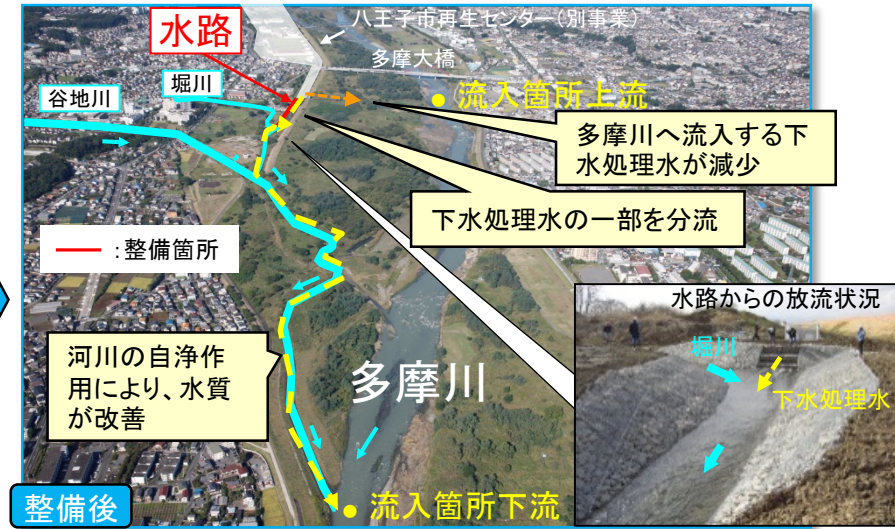 八王子市再生センター(別事業)
水路
多摩大橋
堀川
谷地川
流入箇所上流
多摩川へ流入する下
水処理水が減少
下水処理水の一部を分流
:整備箇所
水路からの放流状況
堀川
下水処理水
河川の自浄作
用により、水質
が改善
多摩川
流入箇所下流
整備後